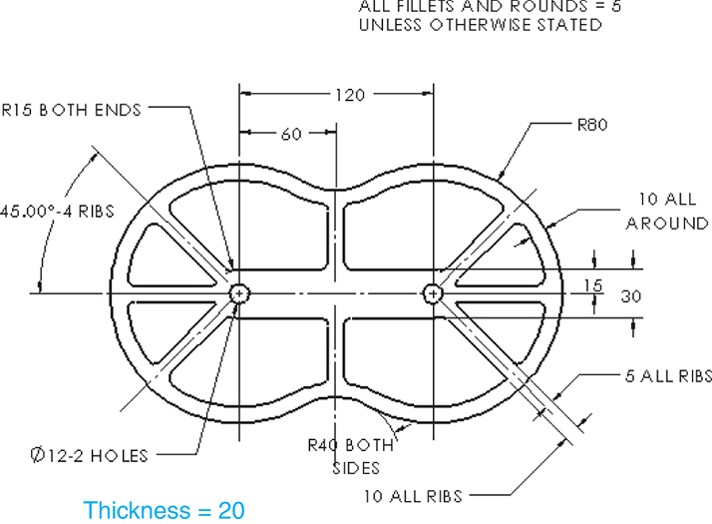 ALL FILLETS AND ROUNDS = 5
UNLESS OTHERWISE STATED
120
R15 BOTH ENDS
60
R80
45.00°-4 RIBS
10 ALL
AROUND
15
30
5 ALL RIBS
R40 BOTH
SIDES
Ø12-2 HOLES
10 ALL RIBS
Thickness = 20